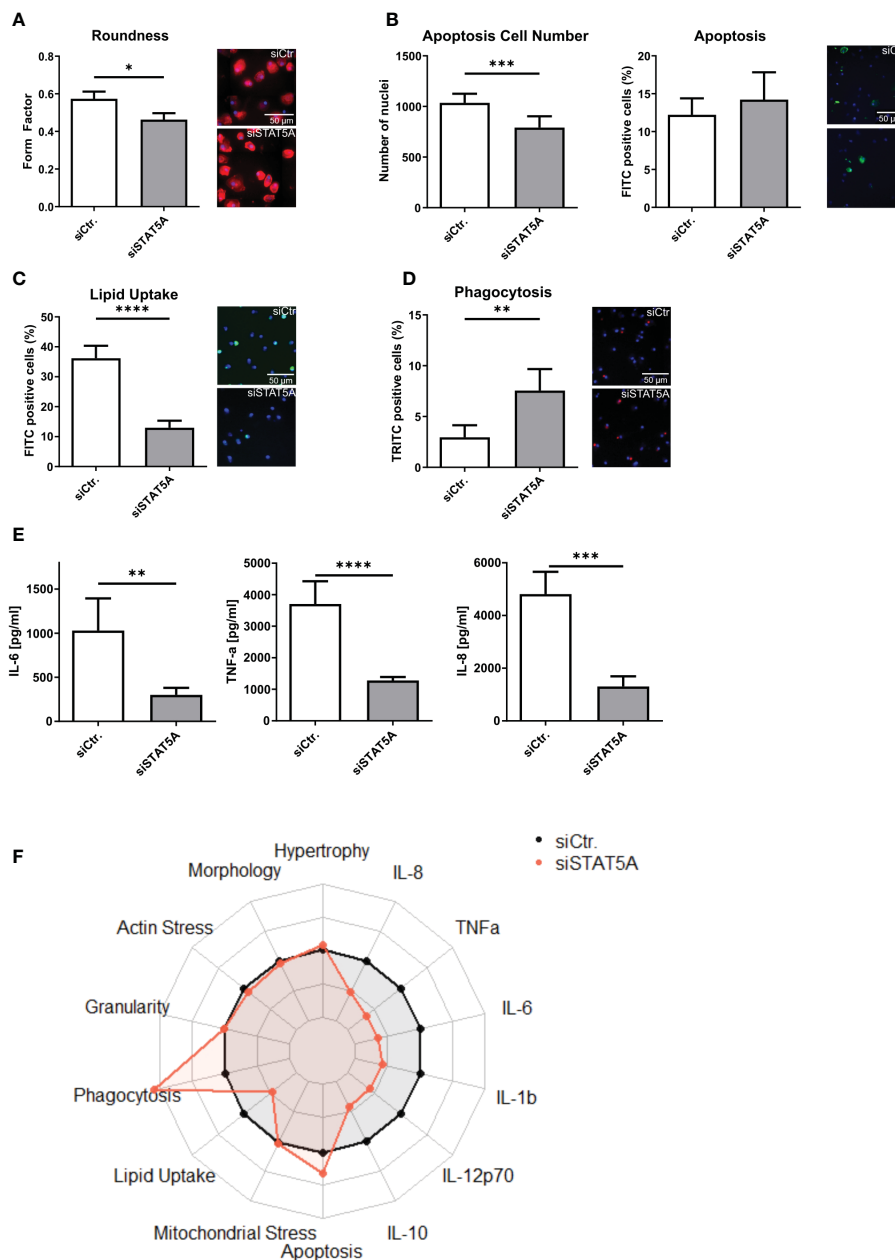 A
Roundness
*
Form Factor
0.8
0.6
0.4
0.2
0.0
siCtr.
siSTAT5A
siCtr
50 µm
siSTAT5A
B
Apoptosis Cell Number
***
Number of nuclei
1500
1000
500
0
siCtr.
siSTAT5A
Apoptosis
FITC positive cells (%)
20
15
10
5
0
siCtr.
siSTAT5A
50 µm
C
Lipid Uptake
****
FITC positive cells (%)
50
40
30
20
10
0
siCtr.
siSTAT5A
siCtr
50 µm
siSTAT5A
D
Phagocytosis
**
TRITC positive cells (%)
15
10
5
0
siCtr.
siSTAT5A
siCtr
50 µm
siSTAT5A
E
**
IL-6 [pg/ml]
1500
1000
500
0
siCtr.
siSTAT5A
****
TNF-a [pg/ml]
5000
4000
3000
2000
1000
0
siCtr.
siSTAT5A
***
IL-8 [pg/ml]
6000
4000
2000
0
siCtr.
siSTAT5A
F
siCtr.
siSTAT5A
Hypertrophy
Morphology
Actin Stress
Granularity
Phagocytosis
Lipid Uptake
Mitochondrial Stress
Apoptosis
IL-10
IL-12p70
IL-1b
IL-6
TNFa
IL-8